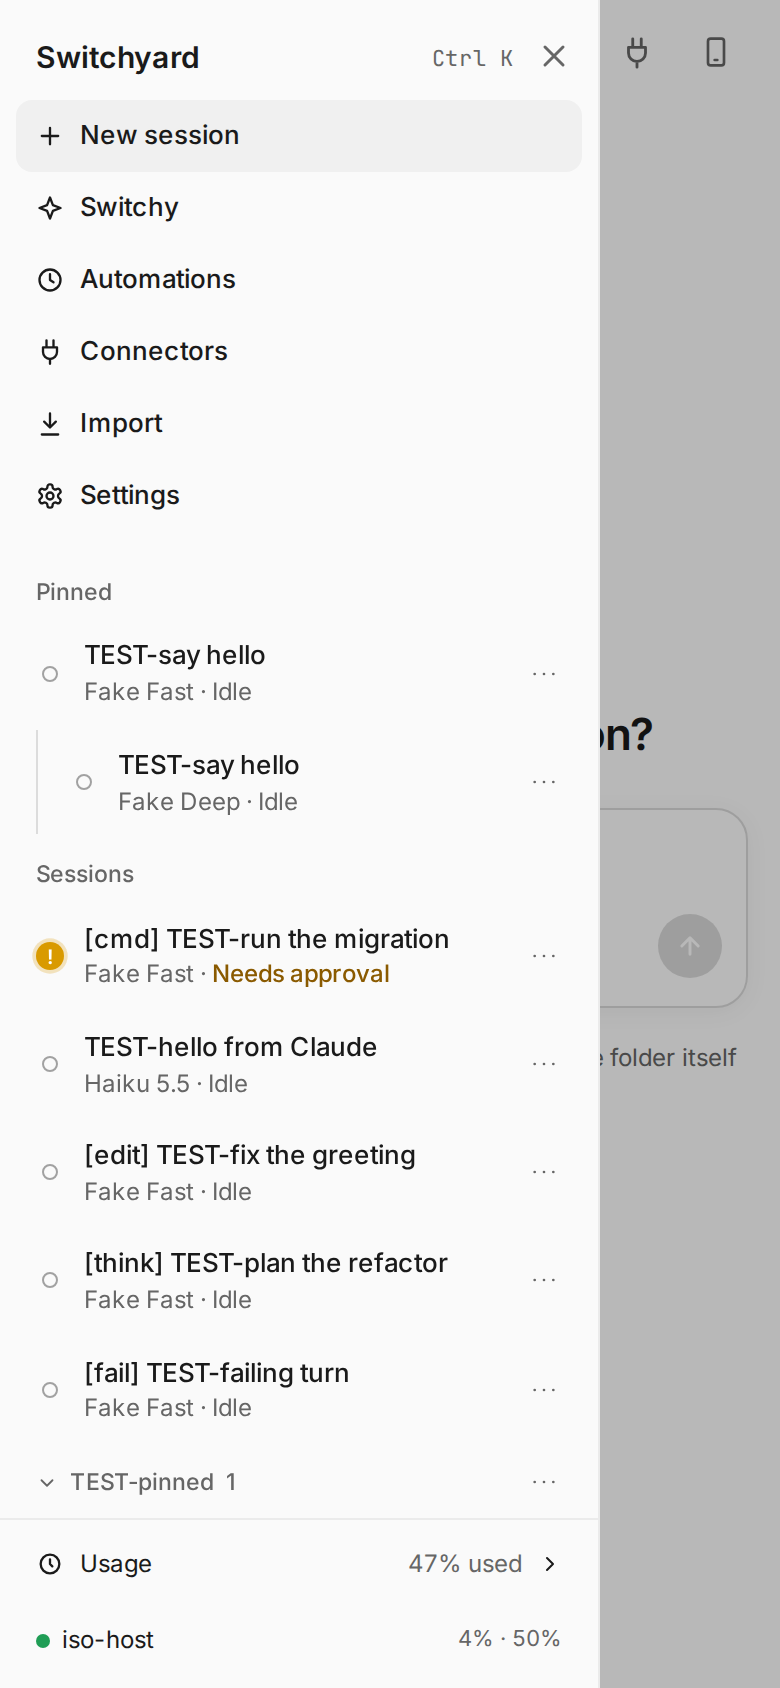 Switchyard
Ctrl K
New session
Switchy
Automations
Connectors
Import
Settings
Pinned
TEST-say hello
Fake Fast · Idle
TEST-say hello
Fake Deep · Idle
on?
Sessions
[cmd] TEST-run the migration
Fake Fast · Needs approval
TEST-hello from Claude
Haiku 5.5 · Idle
folder itself
[edit] TEST-fix the greeting
Fake Fast · Idle
[think] TEST-plan the refactor
Fake Fast · Idle
[fail] TEST-failing turn
Fake Fast · Idle
TEST-pinned 1
Usage
47% used
iso-host
4% · 50%